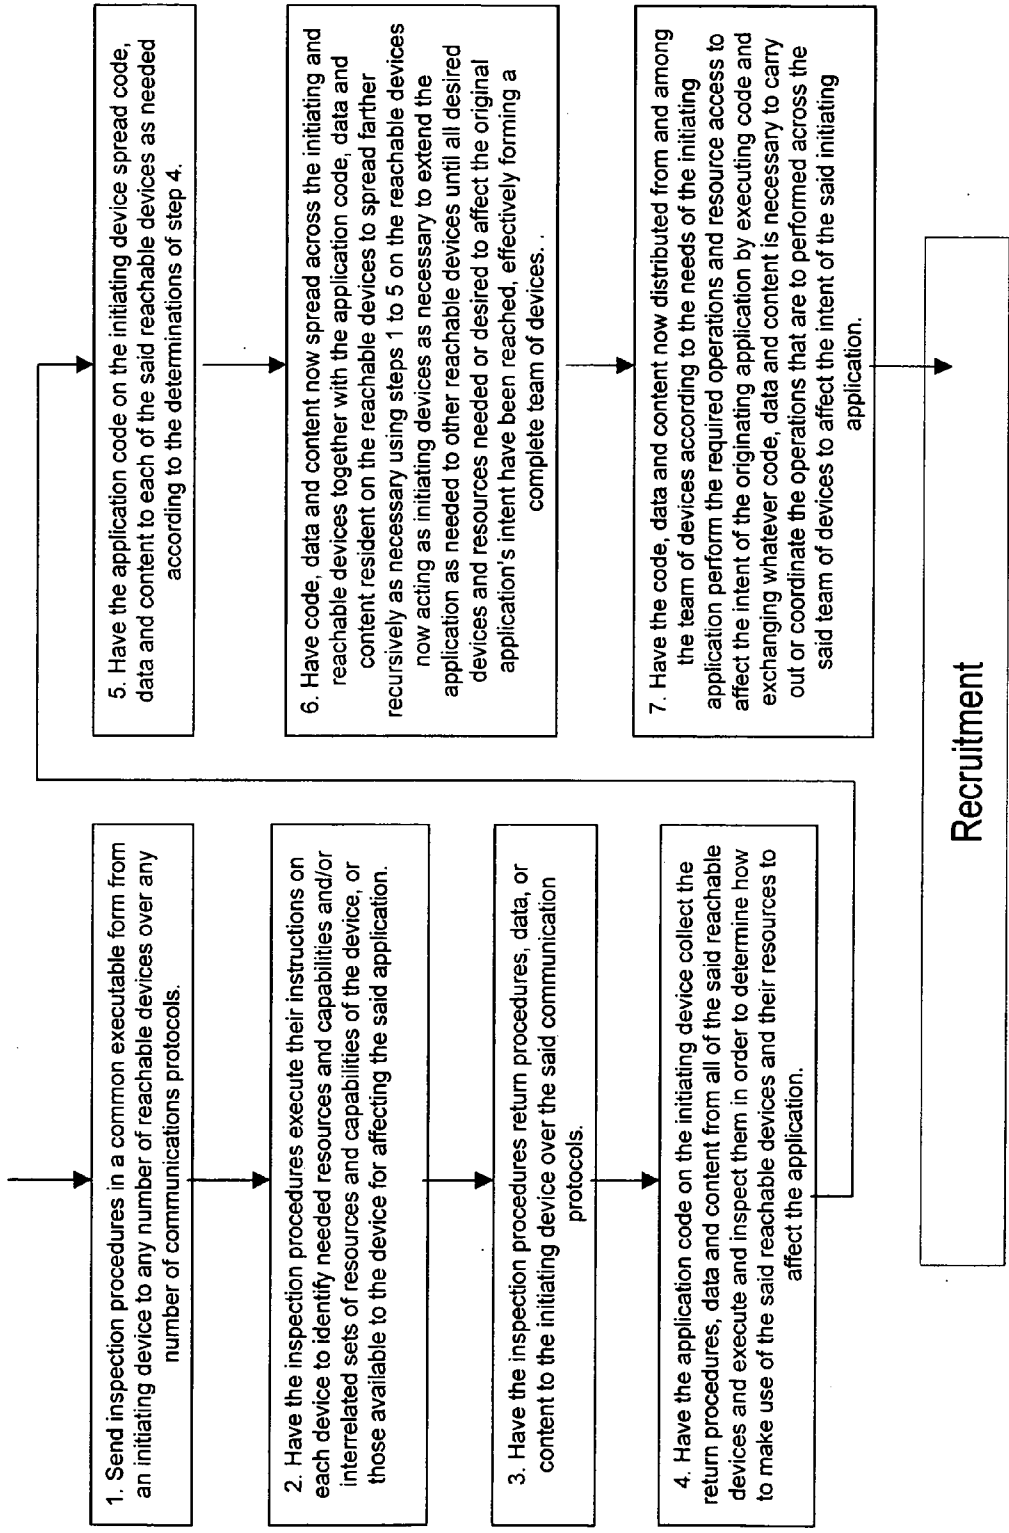 1. Send inspection procedures in a common executable form from
an initiating device to any number of reachable devices over any
number of communications protocols.
2. Have the inspection procedures execute their instructions on
each device to identify needed resources and capabilities and/or
interrelated sets of resources and capabilities of the device, or
those available to the device for affecting the said application.
3. Have the inspection procedures return procedures, data, or
content to the initiating device over the said communication
protocols.
4. Have the application code on the initiating device collect the
return procedures, data and content from all of the said reachable
devices and execute and inspect them in order to determine how
to make use of the said reachable devices and their resources to
affect the application.
5. Have the application code on the initiating device spread code,
data and content to each of the said reachable devices as needed
according to the determinations of step 4.
6. Have code, data and content now spread across the initiating and
reachable devices together with the application code, data and
content resident on the reachable devices to spread farther
recursively as necessary using steps 1 to 5 on the reachable devices
now acting as initiating devices as necessary to extend the
application as needed to other reachable devices until all desired
devices and resources needed or desired to affect the original
application's intent have been reached, effectively forming a
complete team of devices. .
7. Have the code, data and content now distributed from and among
the team of devices according to the needs of the initiating
application perform the required operations and resource access to
affect the intent of the originating application by executing code and
exchanging whatever code, data and content is necessary to carry
out or coordinate the operations that are to performed across the
said team of devices to affect the intent of the said initiating
application.
Recruitment